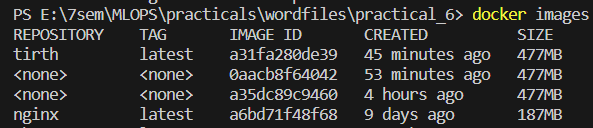 PS E:\7sem\MLOPS\practicals\wordfiles\practical_6> docker images
REPOSITORY TAG IMAGE ID CREATED SIZE
tirth latest a31fa280de39 45 minutes ago 477MB
<none> <none> 0aacb8f64042 53 minutes ago 477MB
<none> <none> a35dc89c9460 4 hours ago 477MB
nginx latest a6bd71f48f68 9 days ago 187MB